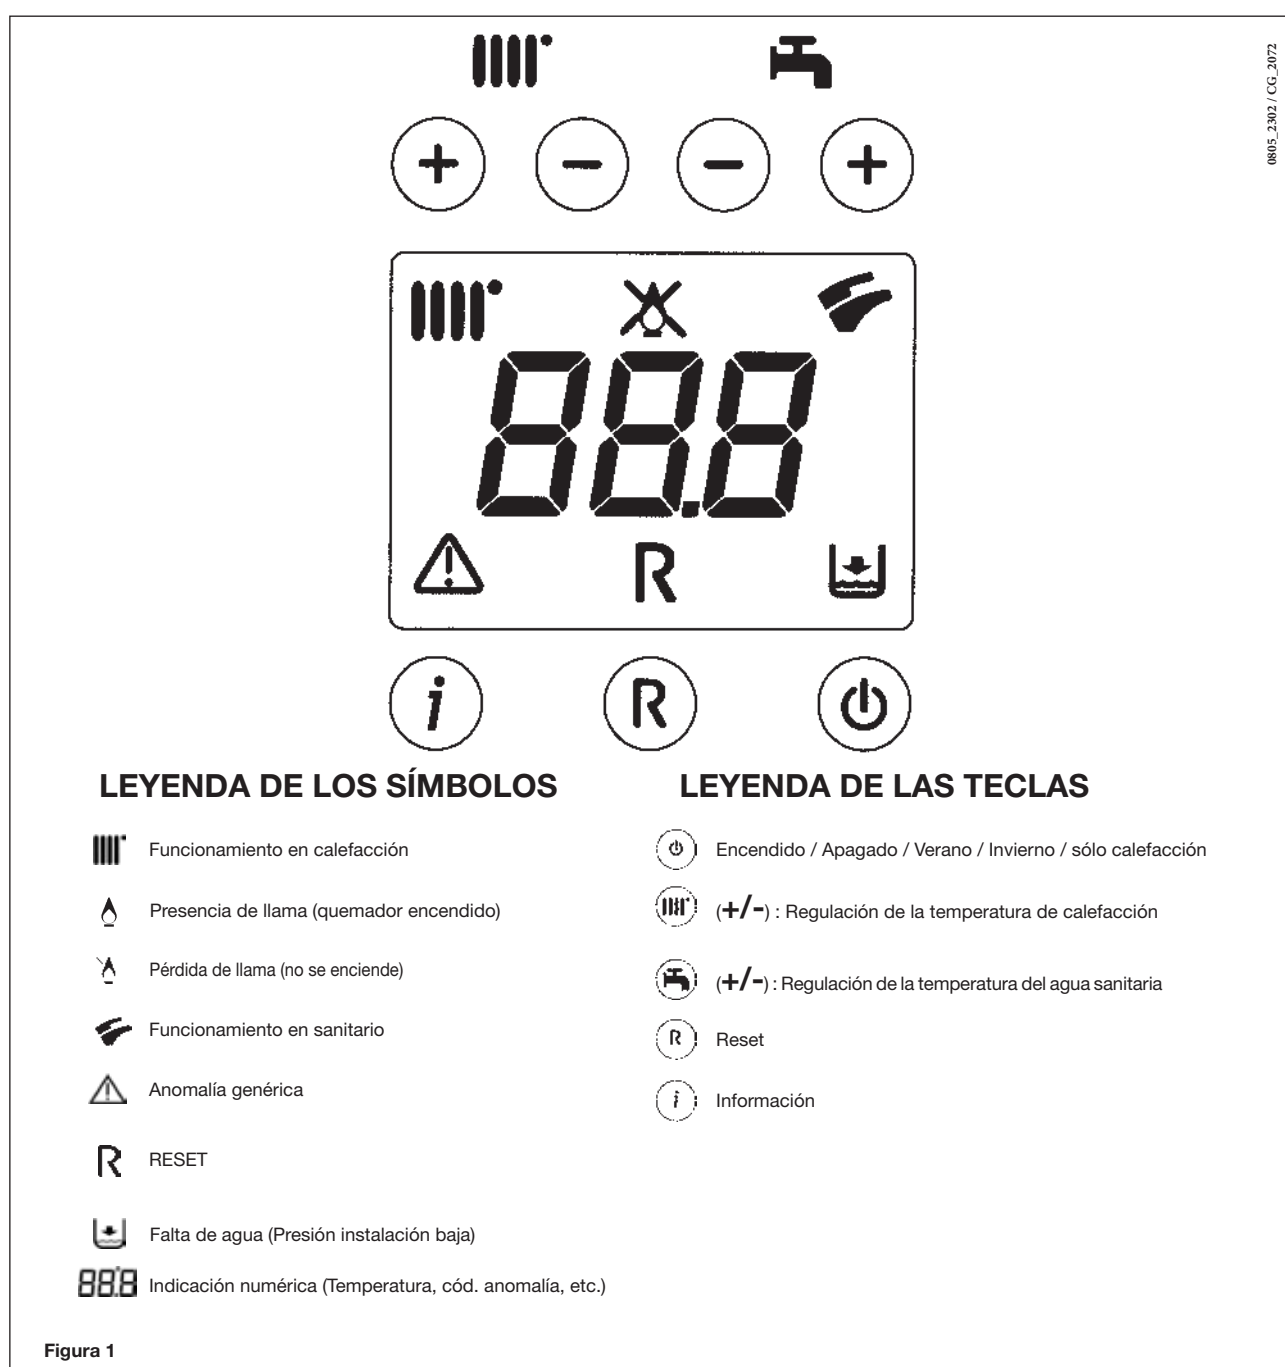 0805_2302 / CG_2072
+ - - +
88.8
R
i R
LEYENDA DE LOS SÍMBOLOS
Funcionamiento en calefacción
Presencia de llama (quemador encendido)
Pérdida de llama (no se enciende)
Funcionamiento en sanitario
Anomalía genérica
R RESET
Falta de agua (Presión instalación baja)
88.8 Indicación numérica (Temperatura, cód. anomalía, etc.)
LEYENDA DE LAS TECLAS
Encendido / Apagado / Verano / Invierno / sólo calefacción
(+/-) : Regulación de la temperatura de calefacción
(+/-) : Regulación de la temperatura del agua sanitaria
R Reset
i Información
Figura 1